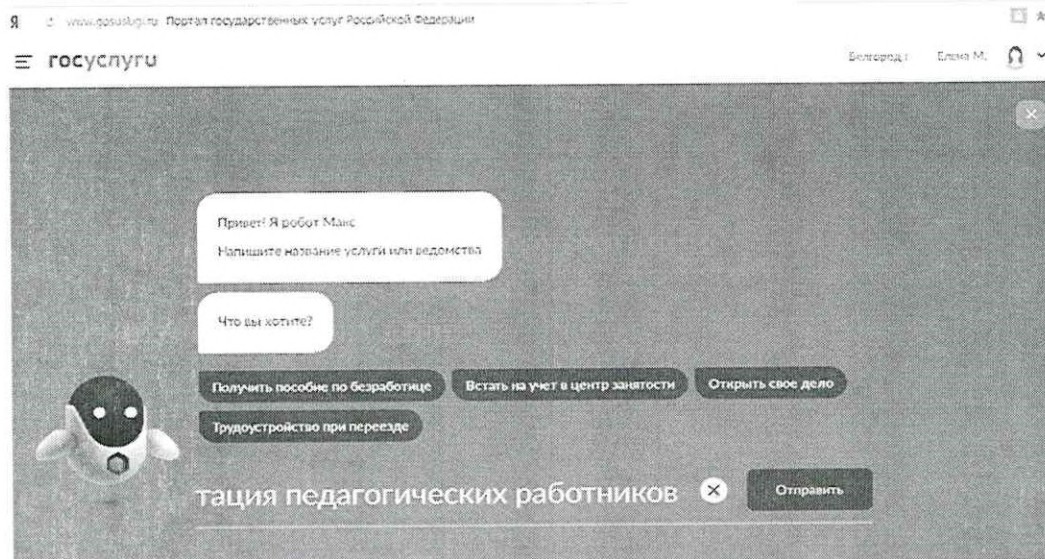 Я www.gosuslugi.ru Портал государственных услуг Российской Федерации
госуслуги
Белгород г Елена М.
Привет! Я робот Макс
Напишите название услуги или ведомства
Что вы хотите?
Получить пособие по безработице Встать на учет в центр занятости Открыть свое дело
Трудоустройство при переезде
тация педагогических работников Отправить